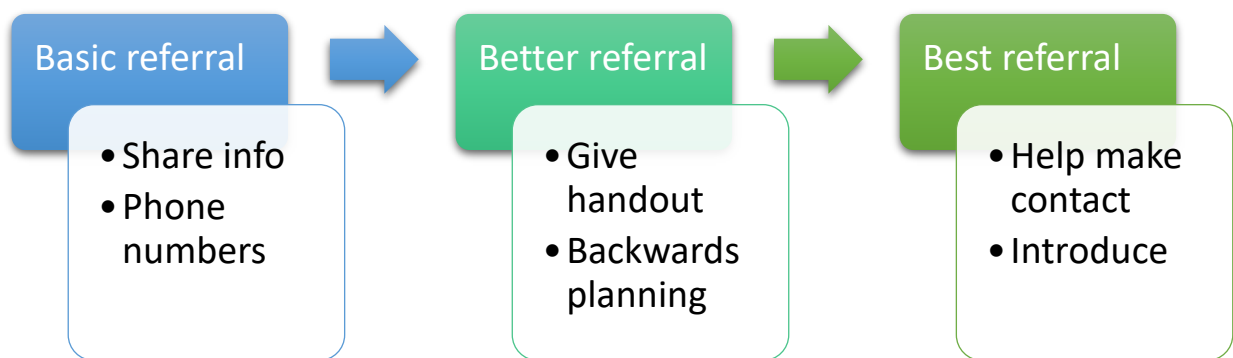 Basic referral
• Share info
• Phone
numbers
Better referral
• Give
handout
• Backwards
planning
Best referral
• Help make
contact
• Introduce